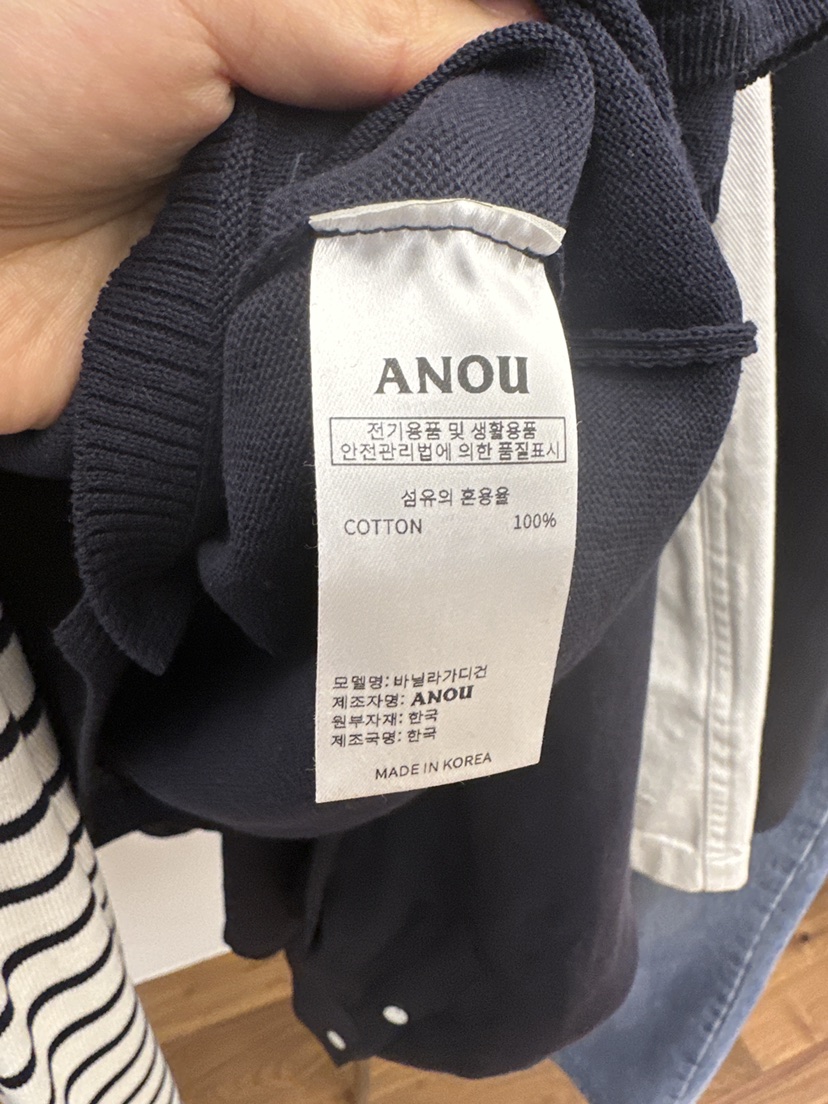 ANOU
전기용품 및 생활용품
안전관리법에 의한 품질표시
섬유의 혼용율
COTTON 100%
모델명: 바닐라가디건
제조자명: ANOU
원부자재: 한국
제조국명: 한국
MADE IN KOREA